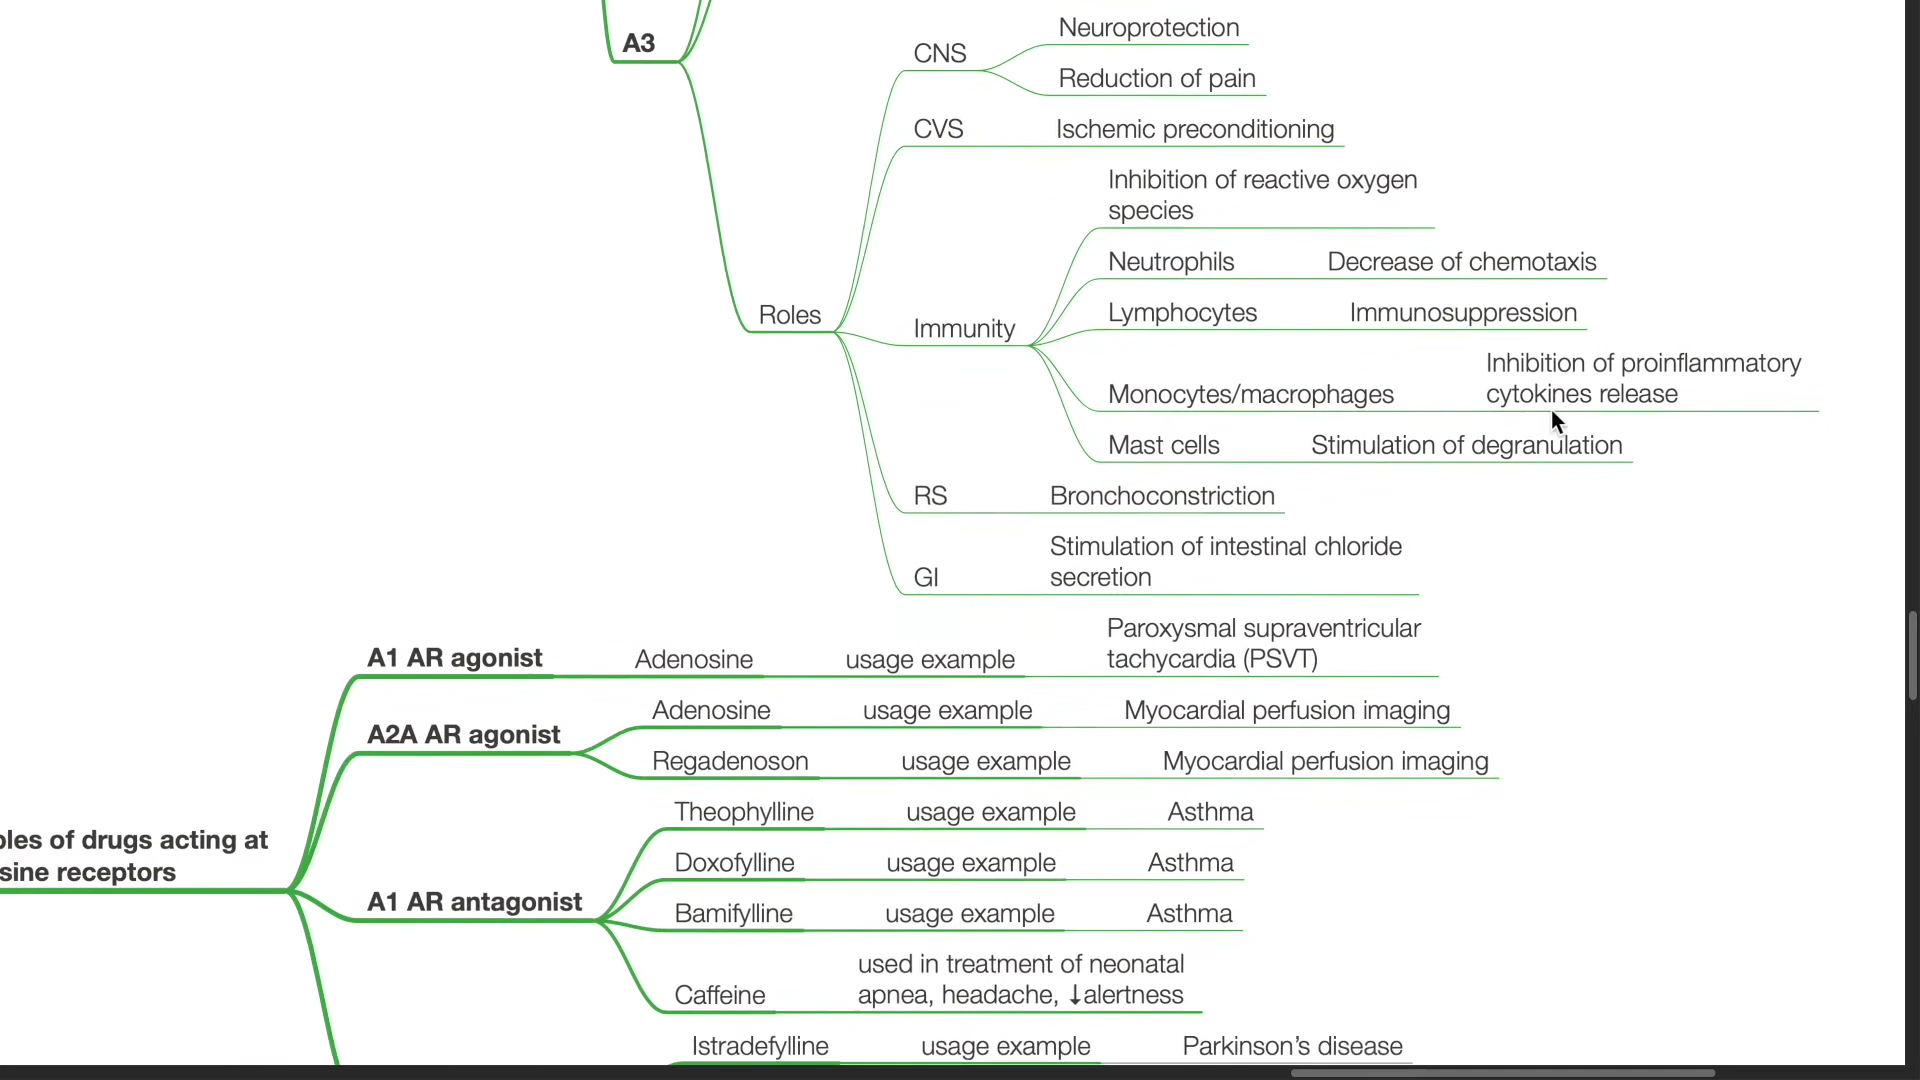 A3
CNS
Neuroprotection
Reduction of pain
CVS
Ischemic preconditioning
Roles
Immunity
Inhibition of reactive oxygen
species
Neutrophils
Decrease of chemotaxis
Lymphocytes
Immunosuppression
Monocytes/macrophages
Inhibition of proinflammatory
cytokines release
Mast cells
Stimulation of degranulation
RS
Bronchoconstriction
GI
Stimulation of intestinal chloride
secretion
ples of drugs acting at
sine receptors
A1 AR agonist
Adenosine
usage example
Paroxysmal supraventricular
tachycardia (PSVT)
A2A AR agonist
Adenosine
usage example
Myocardial perfusion imaging
Regadenoson
usage example
Myocardial perfusion imaging
A1 AR antagonist
Theophylline
usage example
Asthma
Doxofylline
usage example
Asthma
Bamifylline
usage example
Asthma
Caffeine
used in treatment of neonatal
apnea, headache, ↓alertness
Istradefylline
usage example
Parkinson's disease